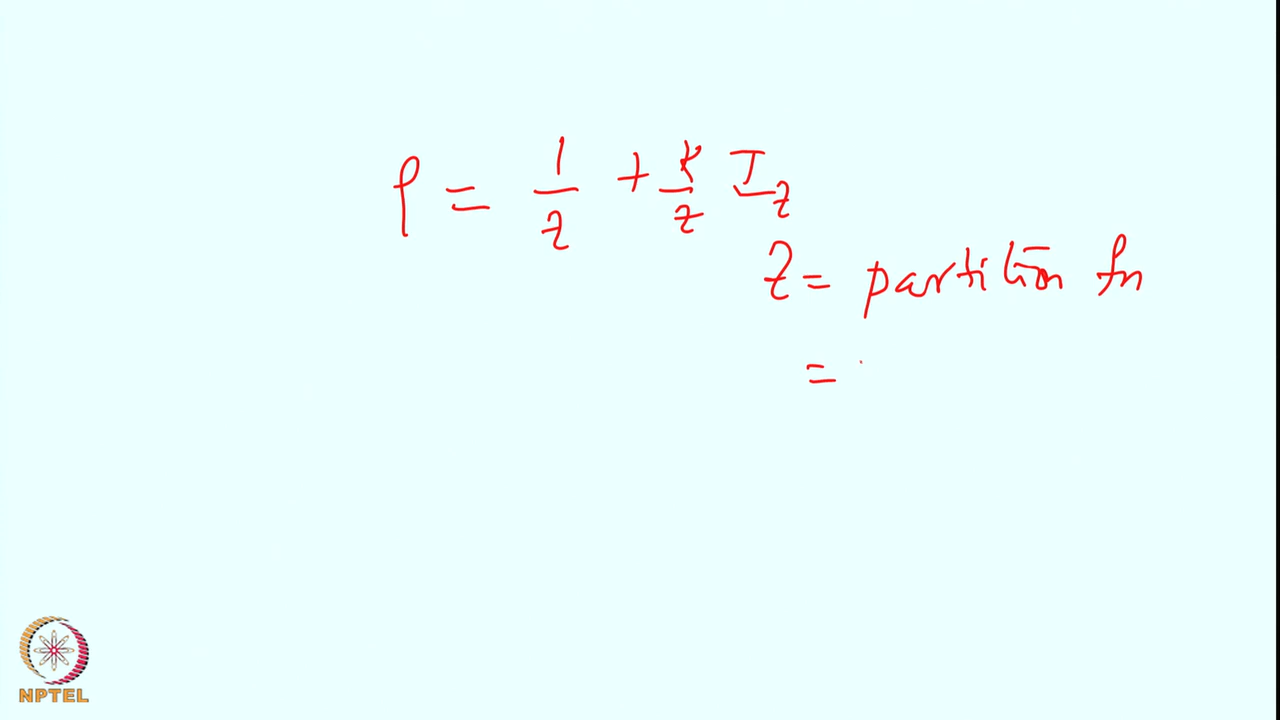 ρ = 1/z + k/z I_z
Z = partition fn
=
NPTEL